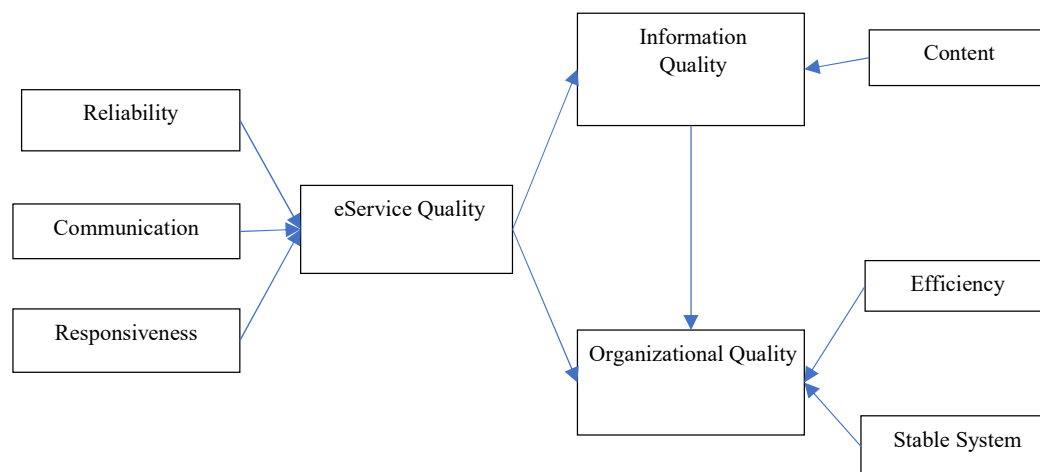 Information
Quality
Content
Reliability
eService Quality
Communication
Efficiency
Responsiveness
Organizational Quality
Stable System